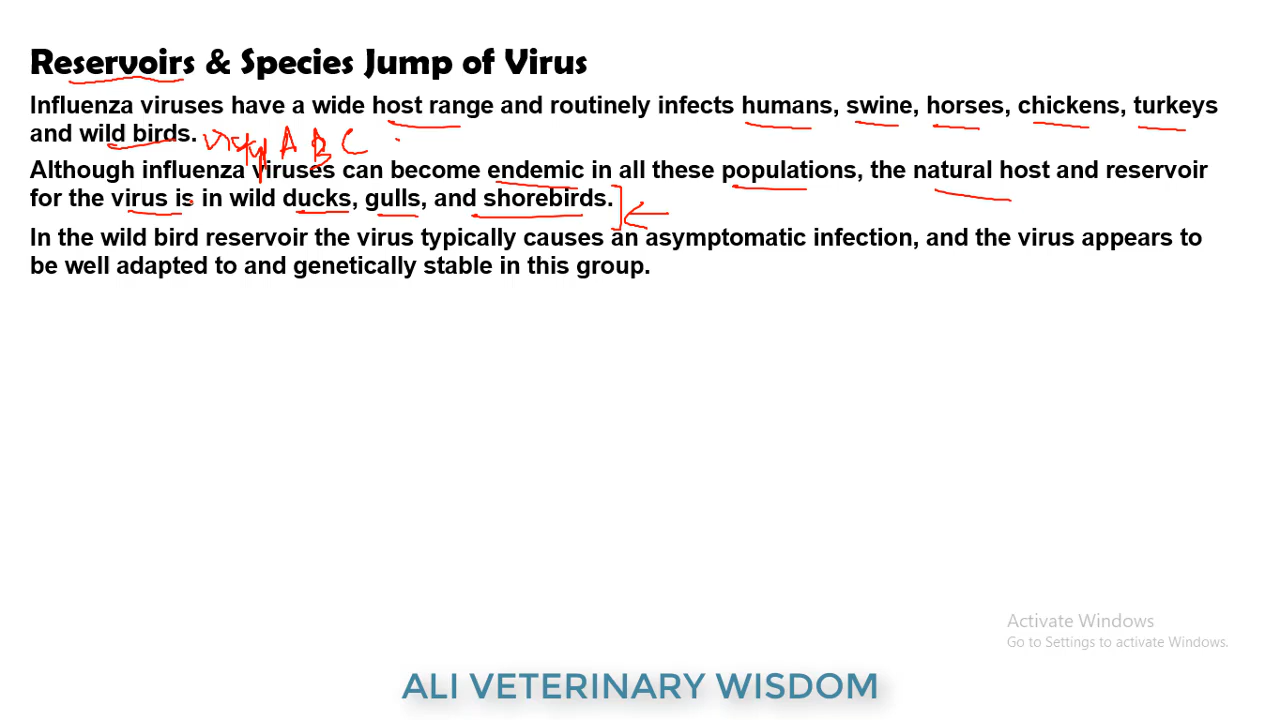 Reservoirs & Species Jump of Virus
Influenza viruses have a wide host range and routinely infects humans, swine, horses, chickens, turkeys
and wild birds.
A B C
Although influenza viruses can become endemic in all these populations, the natural host and reservoir
for the virus is in wild ducks, gulls, and shorebirds.
In the wild bird reservoir the virus typically causes an asymptomatic infection, and the virus appears to
be well adapted to and genetically stable in this group.
Activate Windows
Go to Settings to activate Windows.
ALI VETERINARY WISDOM